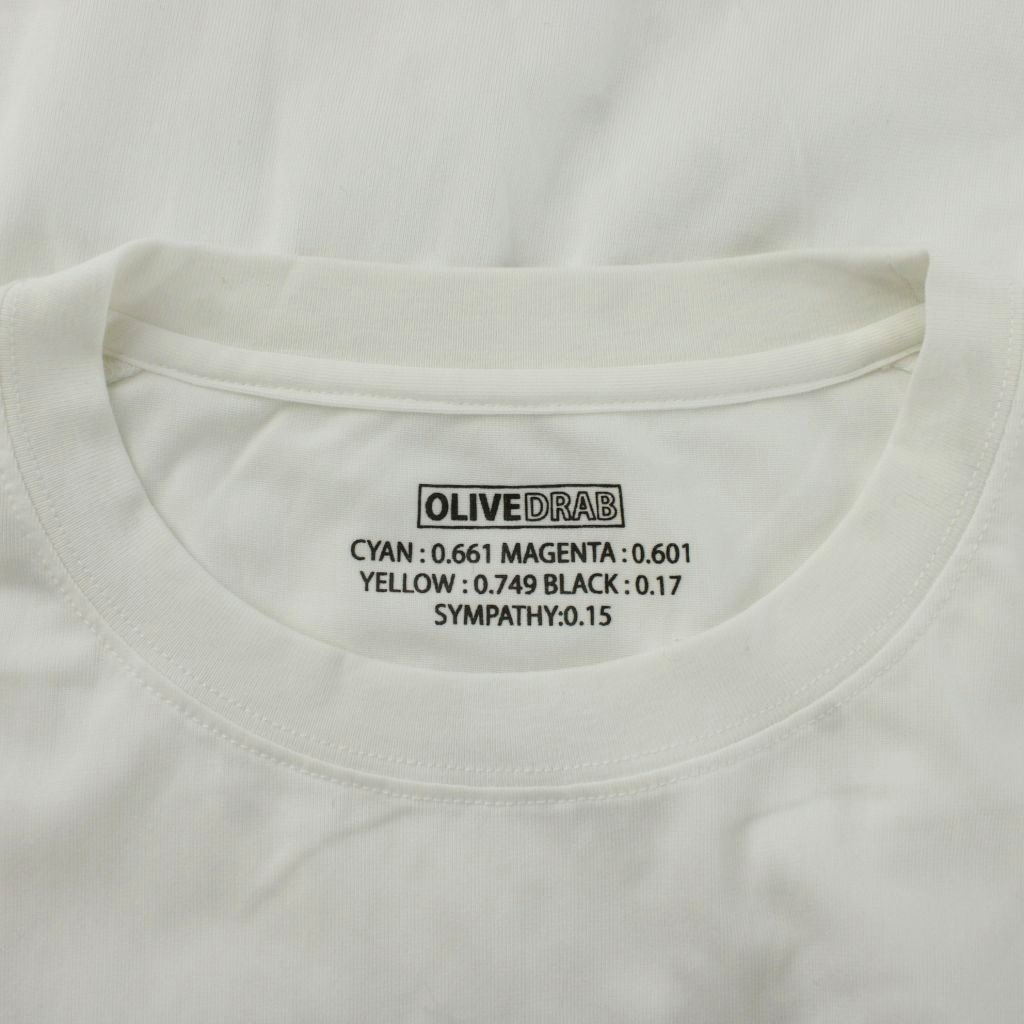 OLIVEDRAB
CYAN : 0.661 MAGENTA : 0.601
YELLOW : 0.749 BLACK : 0.17
SYMPATHY:0.15